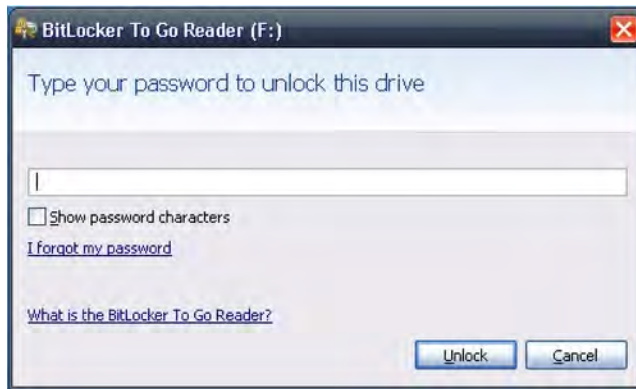 BitLocker To Go Reader (F:)
Type your password to unlock this drive
Show password characters
I forgot my password
What is the BitLocker To Go Reader?
Unlock Cancel